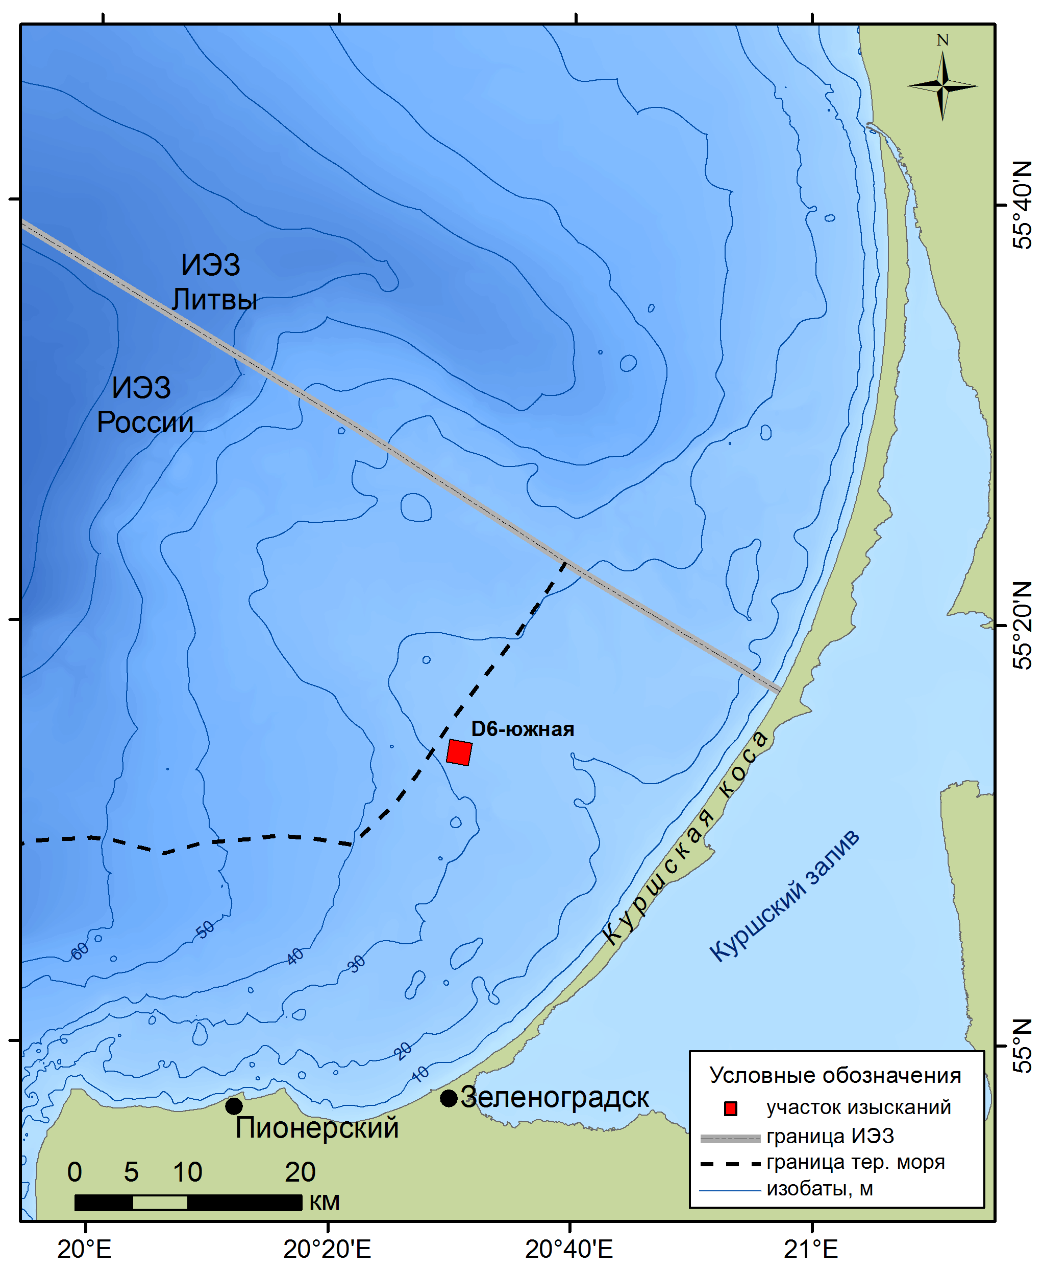 N
55°40'N
ИЭЗ
Литвы
ИЭЗ
России
55°20'N
D6-южная
Куршская коса
Куршский залив
60
50
40
30
20
10
55°N
Зеленоградск
Пионерский
0 5 10 20
км
Условные обозначения
участок изысканий
граница ИЭЗ
граница тер. моря
изобаты, м
20°E 20°20'E 20°40'E 21°E